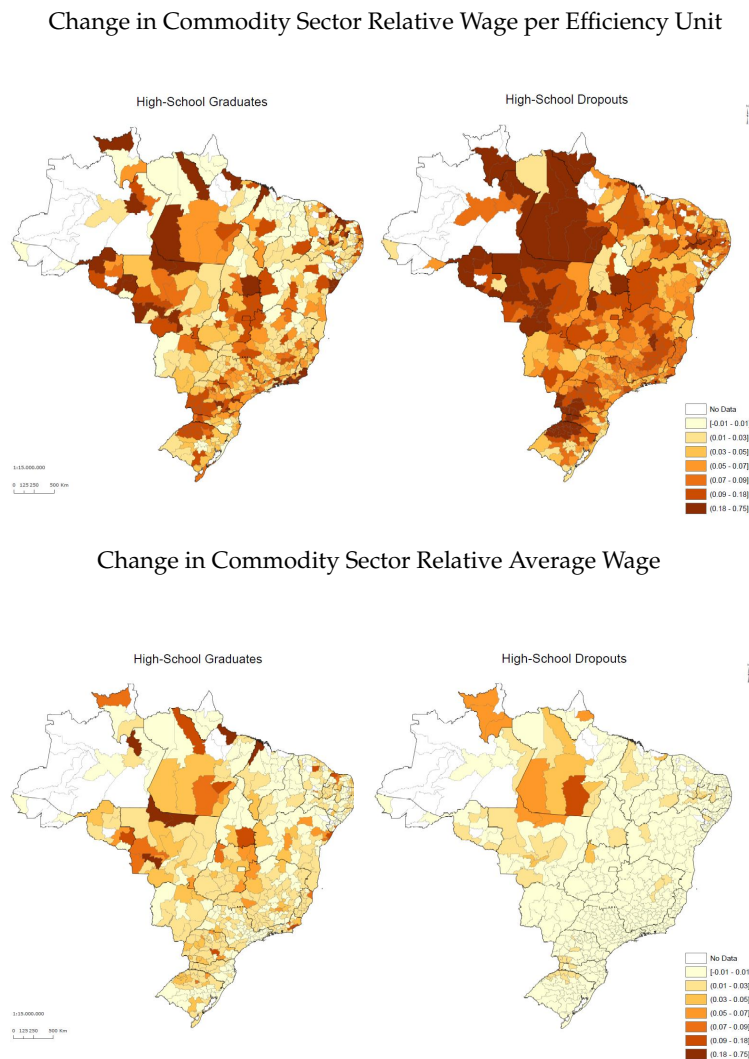 Change in Commodity Sector Relative Wage per Efficiency Unit
High-School Graduates
High-School Dropouts
No Data
[-0.01 - 0.01]
(0.01 - 0.03]
(0.03 - 0.05]
(0.05 - 0.07]
(0.07 - 0.09]
(0.09 - 0.18]
(0.18 - 0.75]
1:15.000.000
0 125 250 500 Km
Change in Commodity Sector Relative Average Wage
High-School Graduates
High-School Dropouts
No Data
[-0.01 - 0.01]
(0.01 - 0.03]
(0.03 - 0.05]
(0.05 - 0.07]
(0.07 - 0.09]
(0.09 - 0.18]
(0.18 - 0.75]
1:15.000.000
0 125 250 500 Km